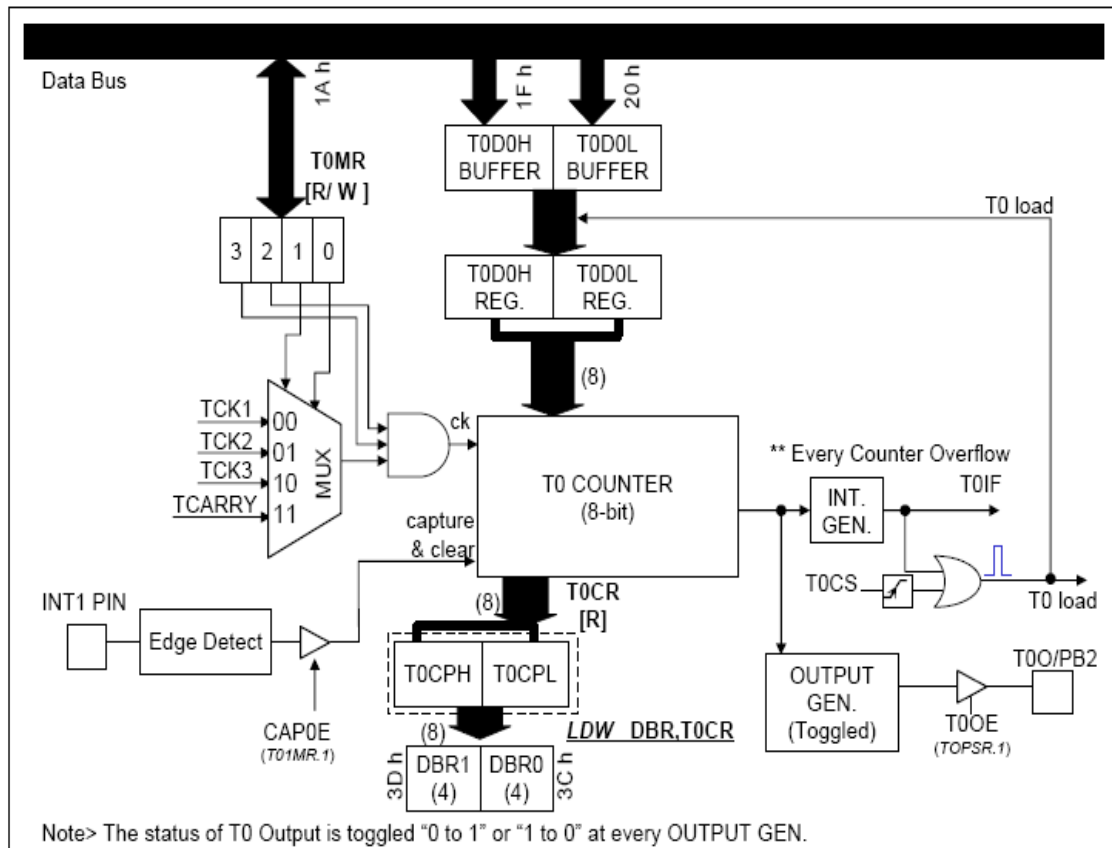 Data Bus
1A h
1F h
20 h
T0MR
[R/ W ]
T0D0H
BUFFER
T0D0L
BUFFER
T0 load
3 2 1 0
T0D0H
REG.
T0D0L
REG.
(8)
TCK1
TCK2
TCK3
TCARRY
00
01
10
11
MUX
ck
T0 COUNTER
(8-bit)
** Every Counter Overflow
INT.
GEN.
T0IF
capture
& clear
T0CS
T0 load
INT1 PIN
Edge Detect
(8)
T0CR
[R]
T0CPH
T0CPL
OUTPUT
GEN.
(Toggled)
T0O/PB2
CAP0E
(T01MR.1)
T0OE
(TOPSR.1)
(8)
LDW DBR,T0CR
3D h
DBR1
(4)
DBR0
(4)
3C h
Note> The status of T0 Output is toggled “0 to 1” or “1 to 0” at every OUTPUT GEN.